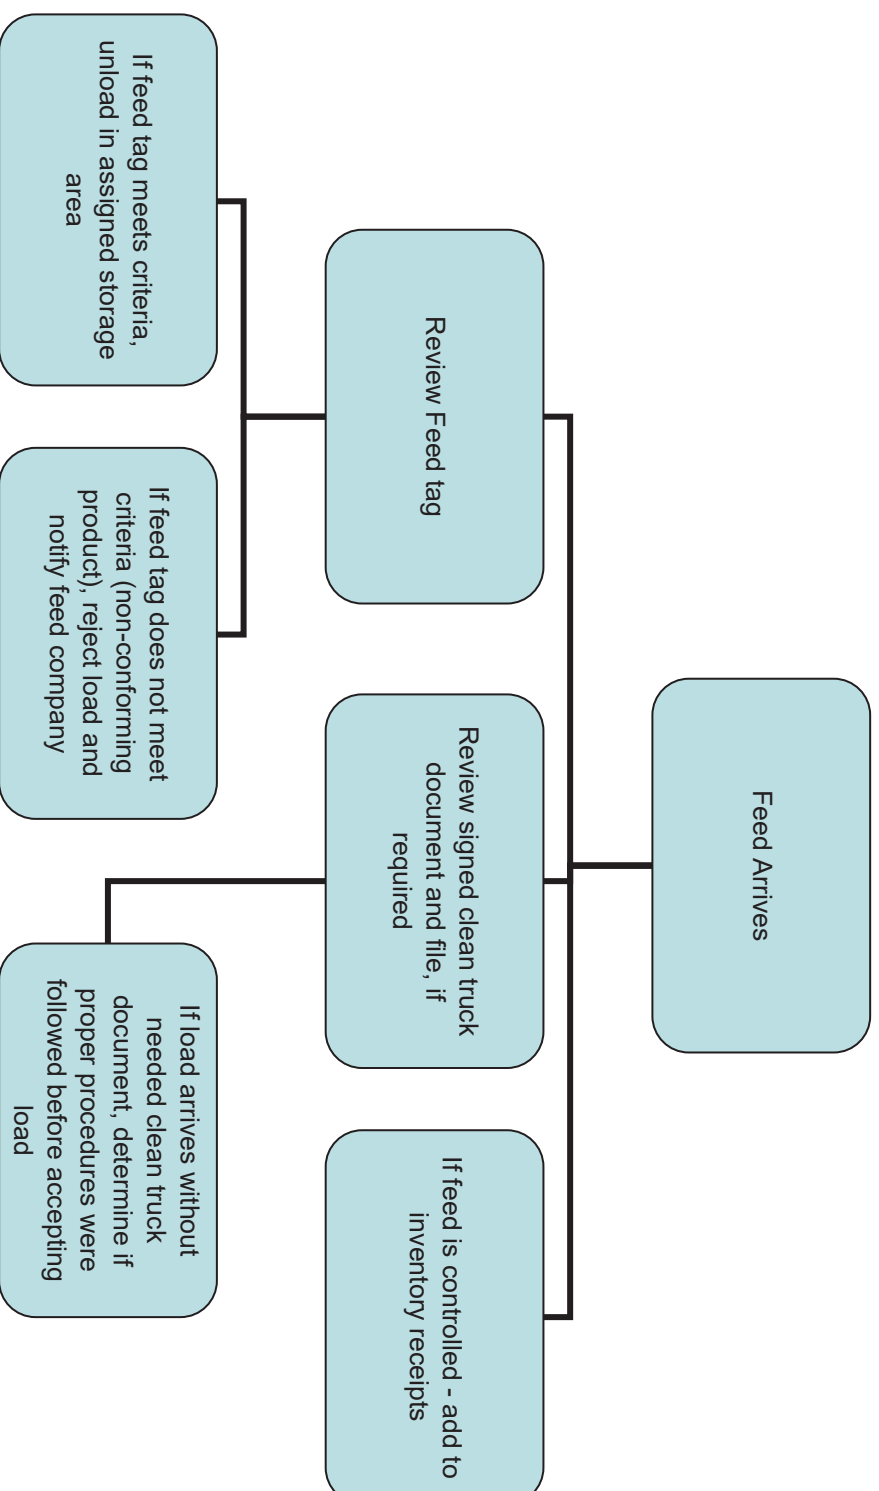 Feed Arrives
Review Feed tag
Review signed clean truck
document and file, if
required
If feed is controlled - add to
inventory receipts
If feed tag meets criteria,
unload in assigned storage
area
If feed tag does not meet
criteria (non-conforming
product), reject load and
notify feed company
If load arrives without
needed clean truck
document, determine if
proper procedures were
followed before accepting
load